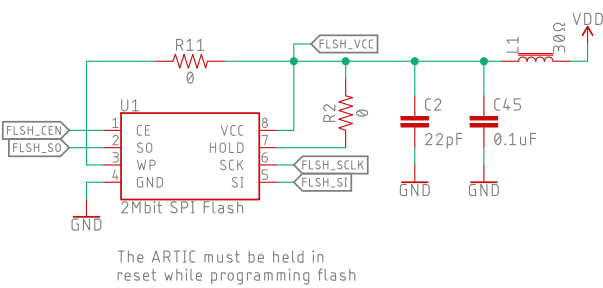 VDD
FLSH_VCC
L1
30Ω
R11
0
R2
0
C2
22pF
C45
0.1uF
U1
FLSH_CEN
1
CE
VCC
8
FLSH_SO
2
SO
HOLD
7
3
WP
SCK
6
FLSH_SCLK
4
GND
SI
5
FLSH_SI
GND
GND
GND
2Mbit SPI Flash
The ARTIC must be held in
reset while programming flash